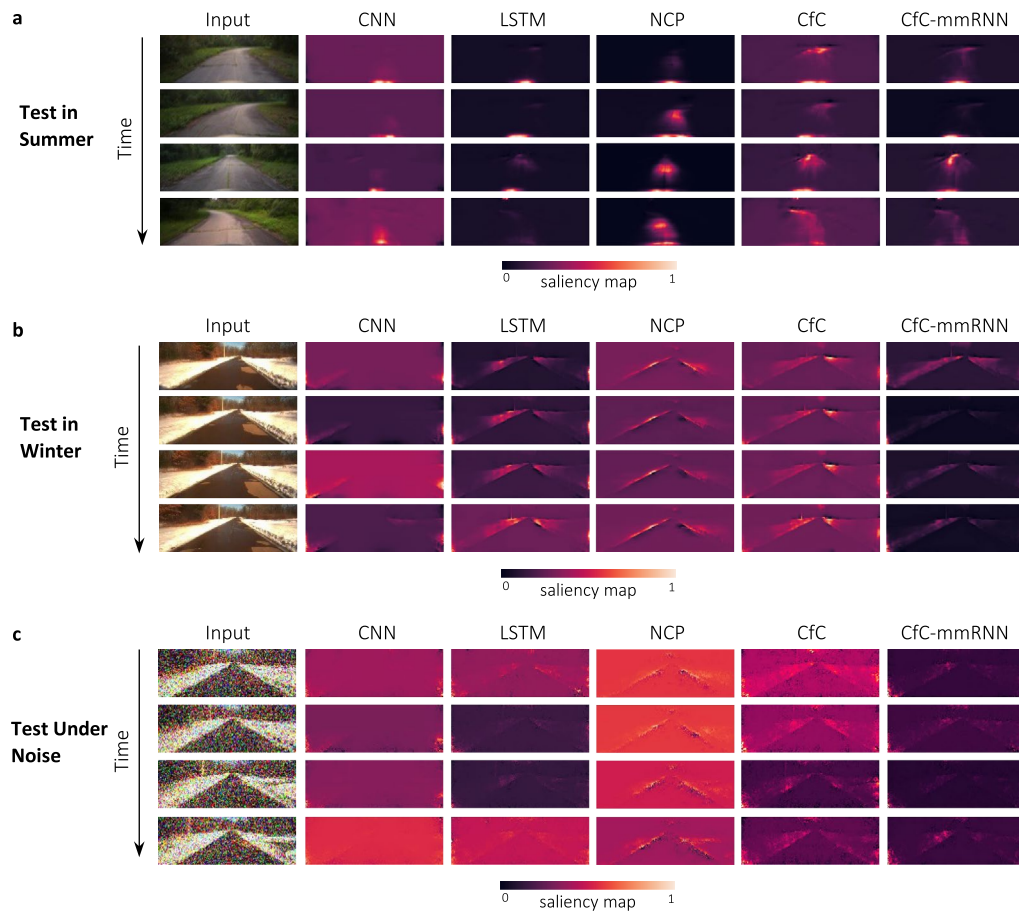 a
Input CNN LSTM NCP CfC CfC-mmRNN
Test in
Summer
Time
0 1
saliency map
b
Input CNN LSTM NCP CfC CfC-mmRNN
Test in
Winter
Time
0 1
saliency map
c
Input CNN LSTM NCP CfC CfC-mmRNN
Test Under
Noise
Time
0 1
saliency map